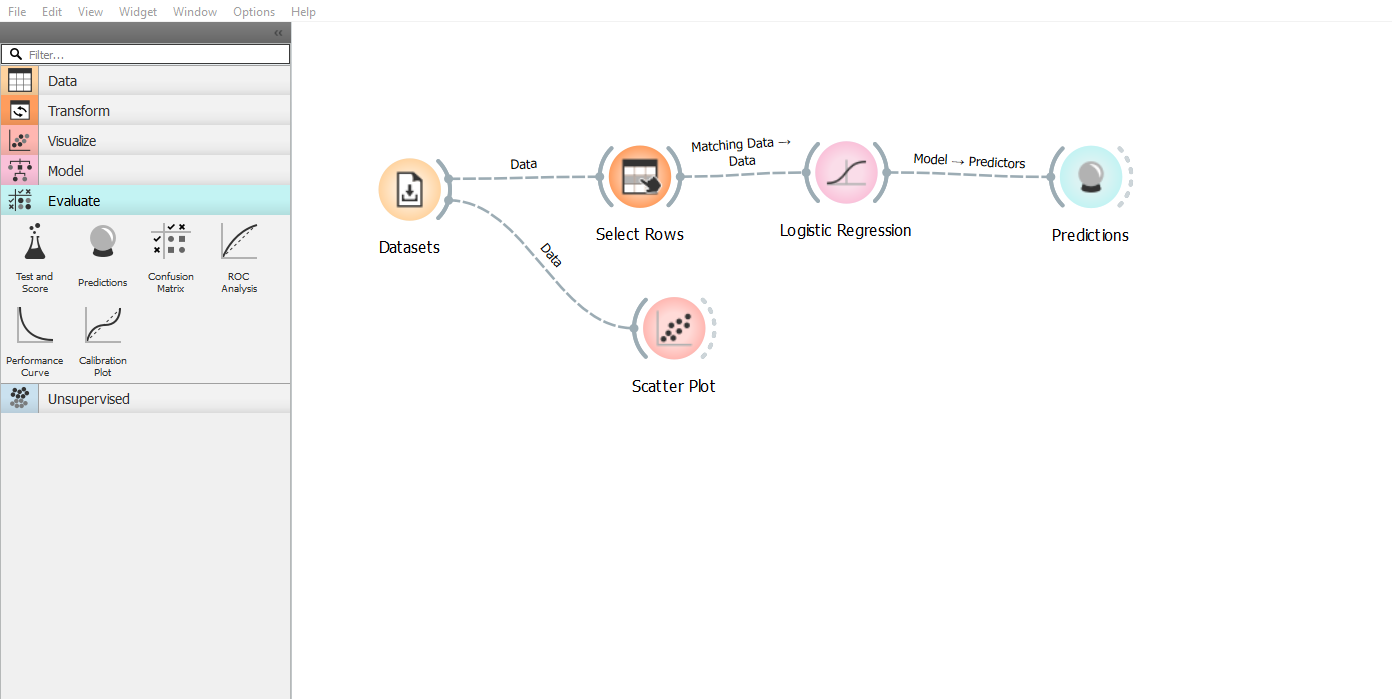 File Edit View Widget Window Options Help
«
Filter...
Data
Transform
Visualize
Model
Evaluate
Test and
Score
Predictions
Confusion
Matrix
ROC
Analysis
Performance
Curve
Calibration
Plot
Unsupervised
Datasets
Data
Select Rows
Matching Data →
Data
Logistic Regression
Model → Predictors
Predictions
Data
Scatter Plot